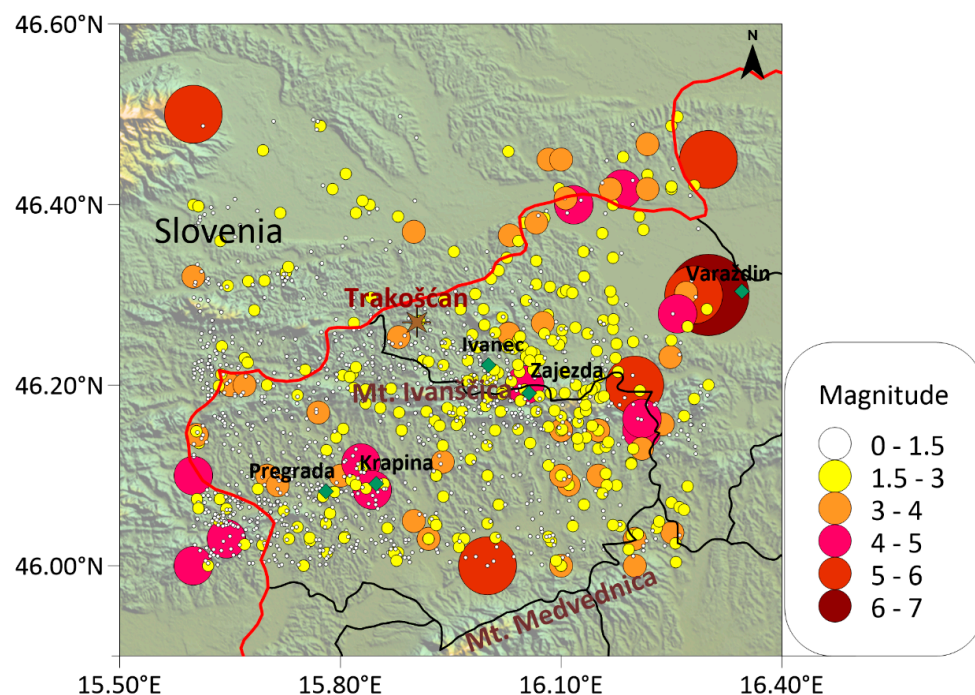 46.60°N
N
46.40°N
Slovenia
Varaždin
Trakošćan
Ivanec
Zajezda
46.20°N
Mt. Ivanščica
Krapina
Pregrada
46.00°N
Mt. Medvednica
15.50°E
15.80°E
16.10°E
16.40°E
Magnitude
0 - 1.5
1.5 - 3
3 - 4
4 - 5
5 - 6
6 - 7